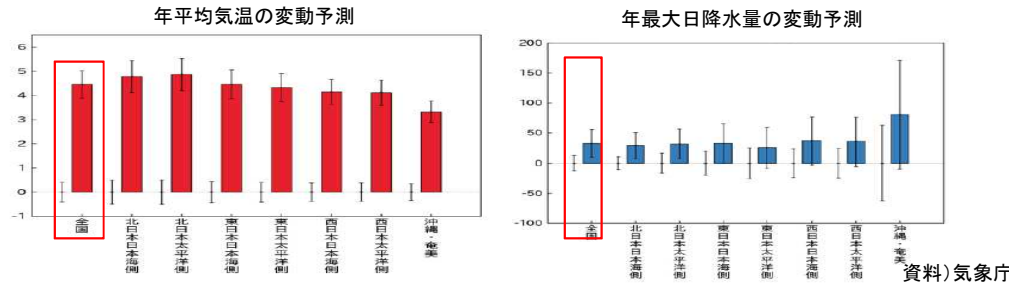 年平均気温の変動予測
6
5
4
3
2
1
0
-1
全国
北日本日本海側
北日本太平洋側
東日本日本海側
東日本太平洋側
西日本日本海側
西日本太平洋側
沖縄・奄美
年最大日降水量の変動予測
200
150
100
50
0
-50
-100
全国
北日本日本海側
北日本太平洋側
東日本日本海側
東日本太平洋側
西日本日本海側
西日本太平洋側
沖縄・奄美
資料)気象庁